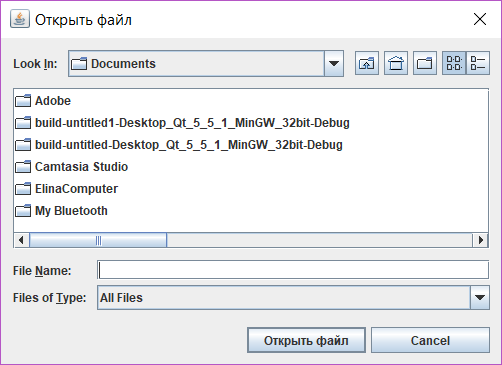 Открыть файл
Look In: Documents
Adobe
build-untitled1-Desktop_Qt_5_5_1_MinGW_32bit-Debug
build-untitled-Desktop_Qt_5_5_1_MinGW_32bit-Debug
Camtasia Studio
ElinaComputer
My Bluetooth
File Name:
Files of Type: All Files
Открыть файл Cancel